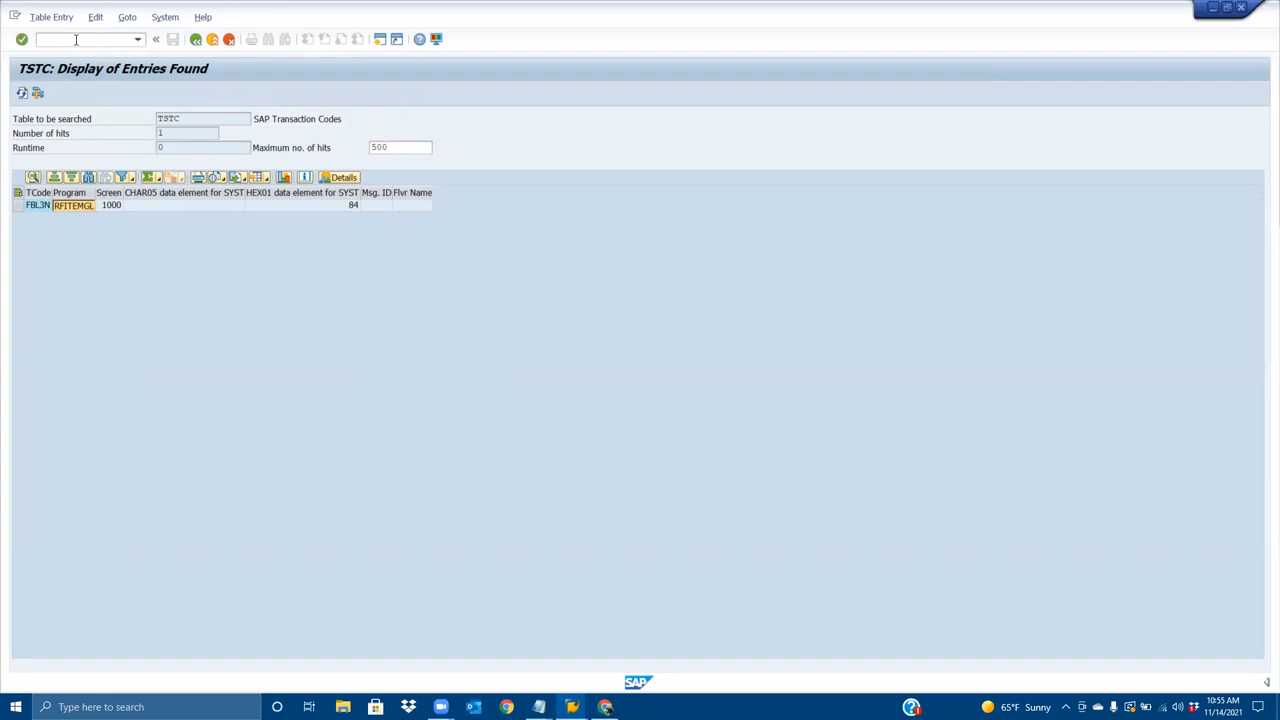 Table Entry Edit Goto System Help
TSTC: Display of Entries Found
Table to be searched TSTC SAP Transaction Codes
Number of hits 1
Runtime 0 Maximum no. of hits 500
Details
TCode Program Screen CHAR05 data element for SYST HEX01 data element for SYST Msg. ID Flvr Name
FBL3N RFITEMGL 1000 84
SAP
Type here to search
65°F Sunny
10:55 AM
11/14/2021